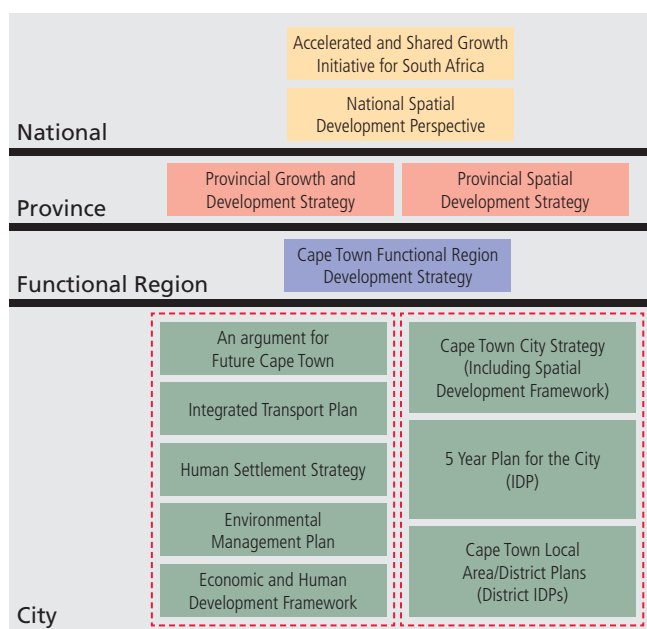 Accelerated and Shared Growth
Initiative for South Africa
National Spatial
Development Perspective
National
Provincial Growth and
Development Strategy
Provincial Spatial
Development Strategy
Province
Cape Town Functional Region
Development Strategy
Functional Region
An argument for
Future Cape Town
Integrated Transport Plan
Human Settlement Strategy
Environmental
Management Plan
Economic and Human
Development Framework
Cape Town City Strategy
(Including Spatial
Development Framework)
5 Year Plan for the City
(IDP)
Cape Town Local
Area/District Plans
(District IDPs)
City